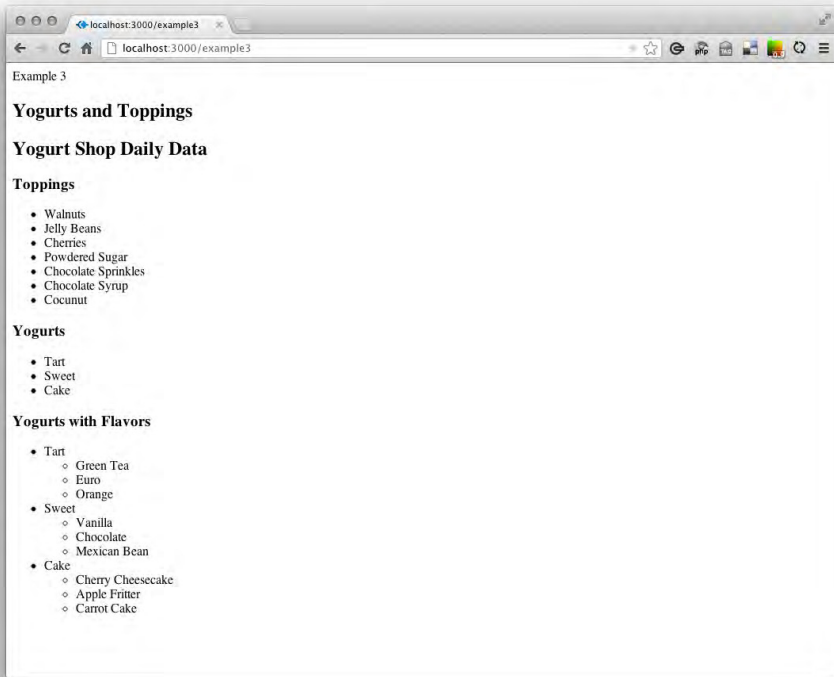 localhost:3000/example3
localhost:3000/example3
Example 3
Yogurts and Toppings
Yogurt Shop Daily Data
Toppings
Walnuts
Jelly Beans
Cherries
Powdered Sugar
Chocolate Sprinkles
Chocolate Syrup
Cocunut
Yogurts
Tart
Sweet
Cake
Yogurts with Flavors
Tart
Green Tea
Euro
Orange
Sweet
Vanilla
Chocolate
Mexican Bean
Cake
Cherry Cheesecake
Apple Fritter
Carrot Cake